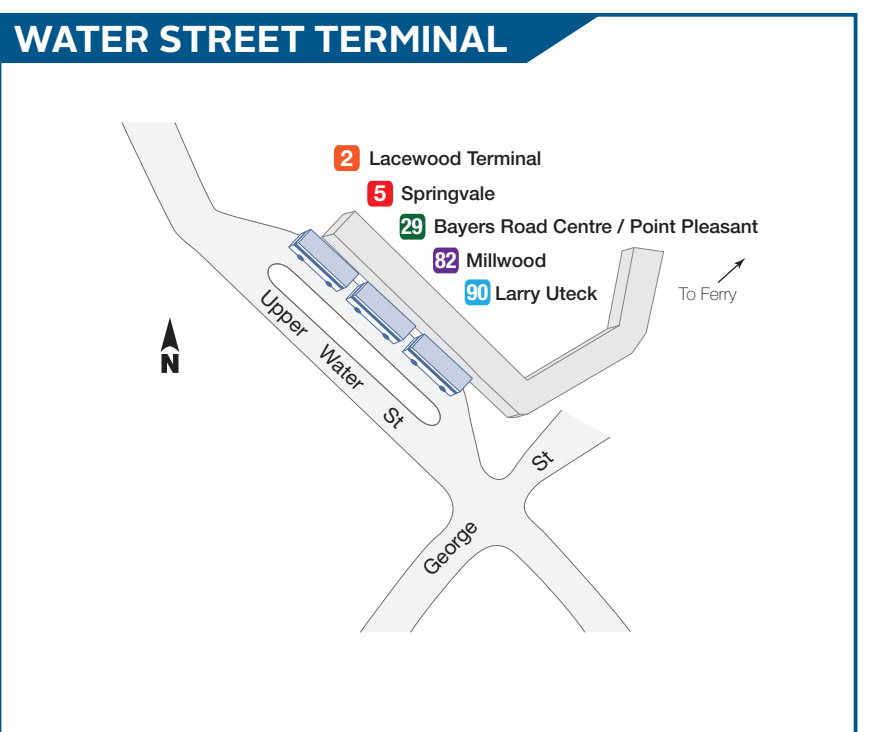 WATER STREET TERMINAL
2 Lacewood Terminal
5 Springvale
29 Bayers Road Centre / Point Pleasant
82 Millwood
90 Larry Uteck
To Ferry
N
Upper Water St
George St